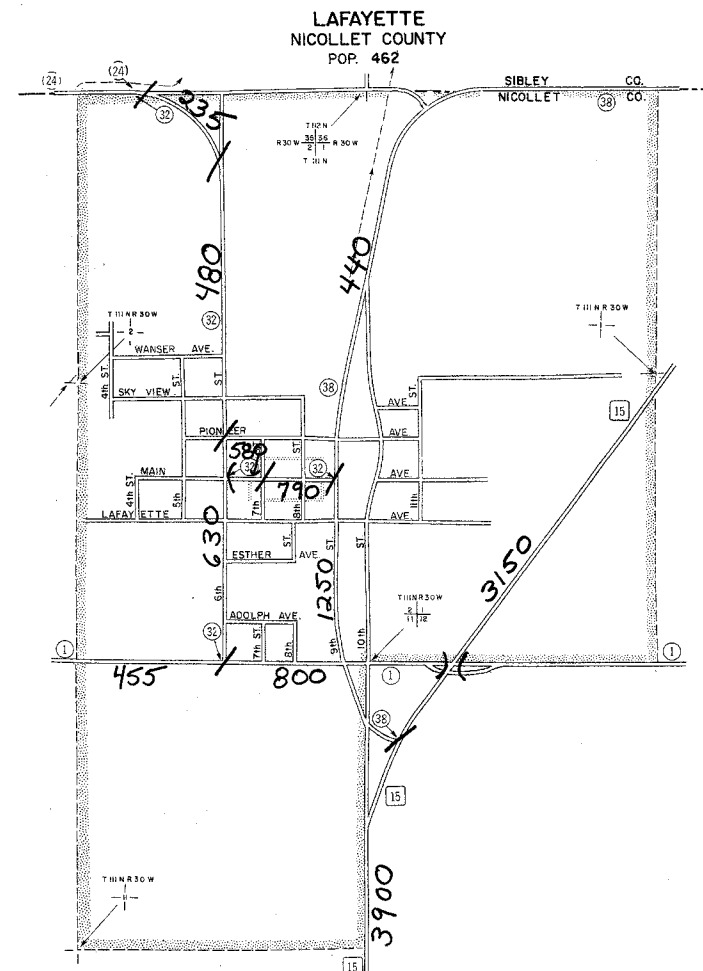 LAFAYETTE
NICOLLET COUNTY
POP. 462
(24)
(24)
SIBLEY CO.
NICOLLET CO.
38
32
235
T 112 N
R 30 W 35 36 R 30 W
2 1
T 111 N
480
440
32
T 111 N R 30 W
2
T 111 N R 30 W
WANSER AVE.
4th ST.
SKY VIEW
ST.
ST.
38
AVE.
ST.
15
PIONEER
ST.
AVE.
580
32
32
MAIN
AVE.
790
4th ST.
5th
7th
8th
11th
LAFAYETTE
AVE.
630
ST.
ST.
ST.
ESTHER AVE.
1250
3150
6th
T 111 N R 30 W
2 1
11 12
ADOLPH AVE.
32
7th ST.
8th
9th
10th
1
1
1
455
800
38
15
T 111 N R 30 W
11
3900
15